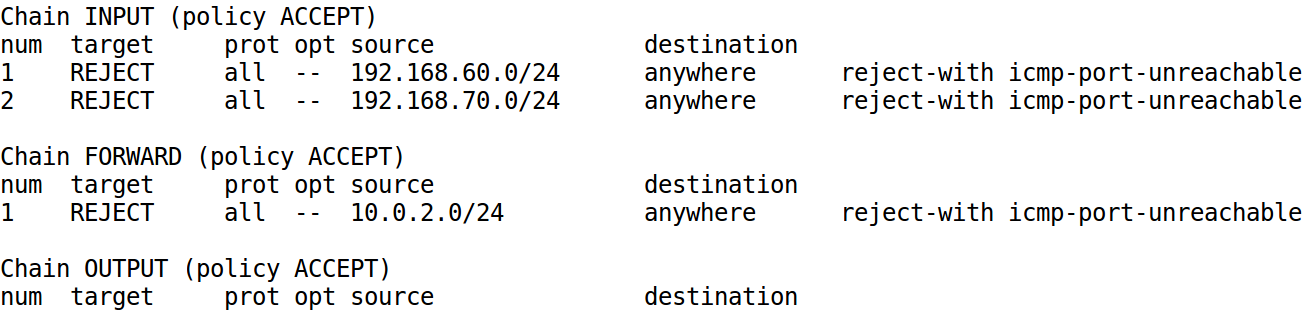 Chain INPUT (policy ACCEPT)
num  target     prot opt source               destination
1    REJECT     all  --  192.168.60.0/24      anywhere      reject-with icmp-port-unreachable
2    REJECT     all  --  192.168.70.0/24      anywhere      reject-with icmp-port-unreachable

Chain FORWARD (policy ACCEPT)
num  target     prot opt source               destination
1    REJECT     all  --  10.0.2.0/24          anywhere      reject-with icmp-port-unreachable

Chain OUTPUT (policy ACCEPT)
num  target     prot opt source               destination